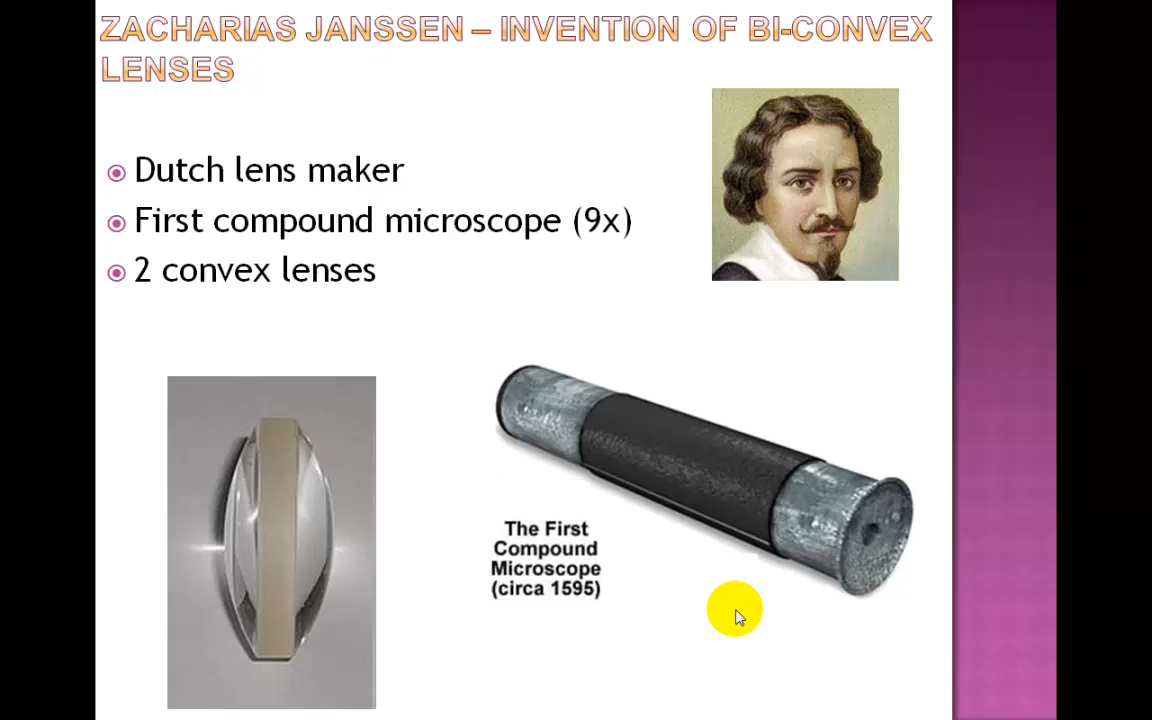 ZACHARIAS JANSSEN – INVENTION OF BI-CONVEX
LENSES
Dutch lens maker
First compound microscope (9x)
2 convex lenses
The First
Compound
Microscope
(circa 1595)